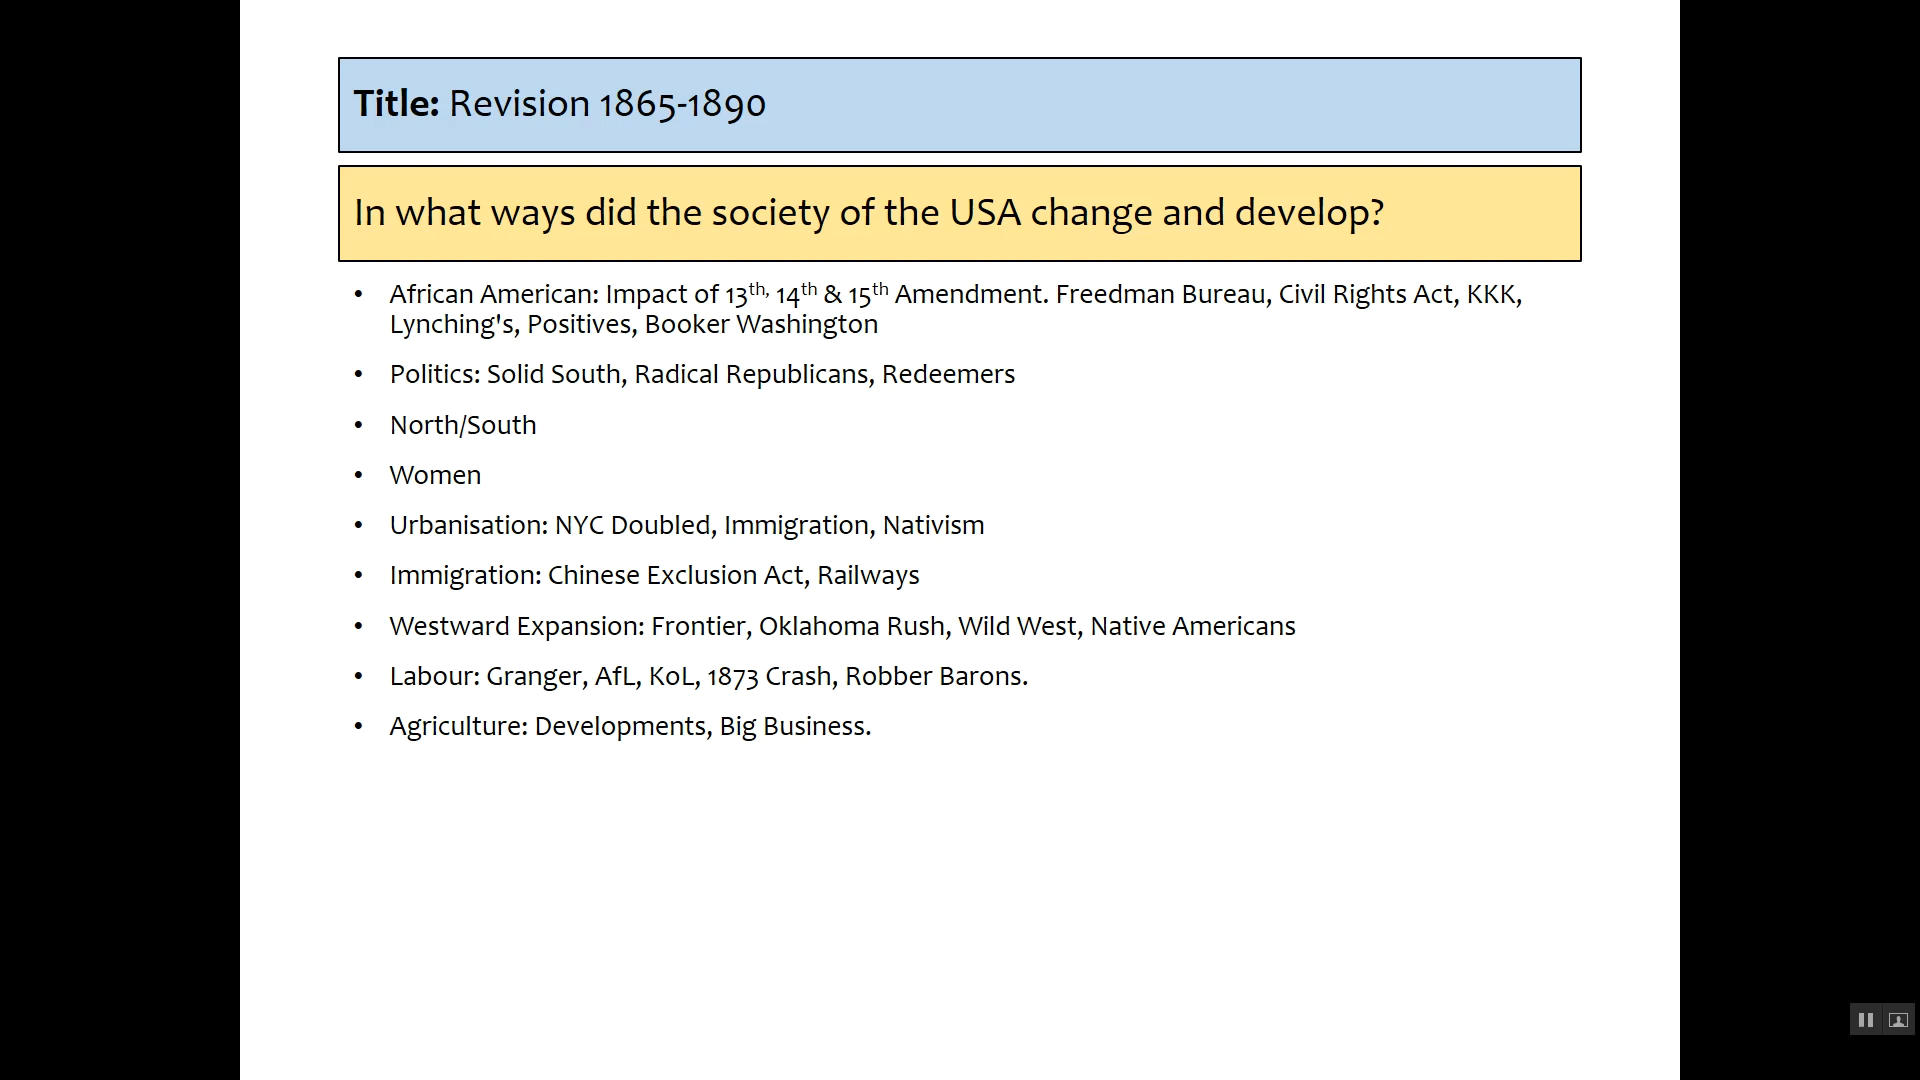 Title: Revision 1865-1890
In what ways did the society of the USA change and develop?
• African American: Impact of 13th, 14th & 15th Amendment. Freedman Bureau, Civil Rights Act, KKK,
Lynching's, Positives, Booker Washington
• Politics: Solid South, Radical Republicans, Redeemers
• North/South
• Women
• Urbanisation: NYC Doubled, Immigration, Nativism
• Immigration: Chinese Exclusion Act, Railways
• Westward Expansion: Frontier, Oklahoma Rush, Wild West, Native Americans
• Labour: Granger, AfL, KoL, 1873 Crash, Robber Barons.
• Agriculture: Developments, Big Business.